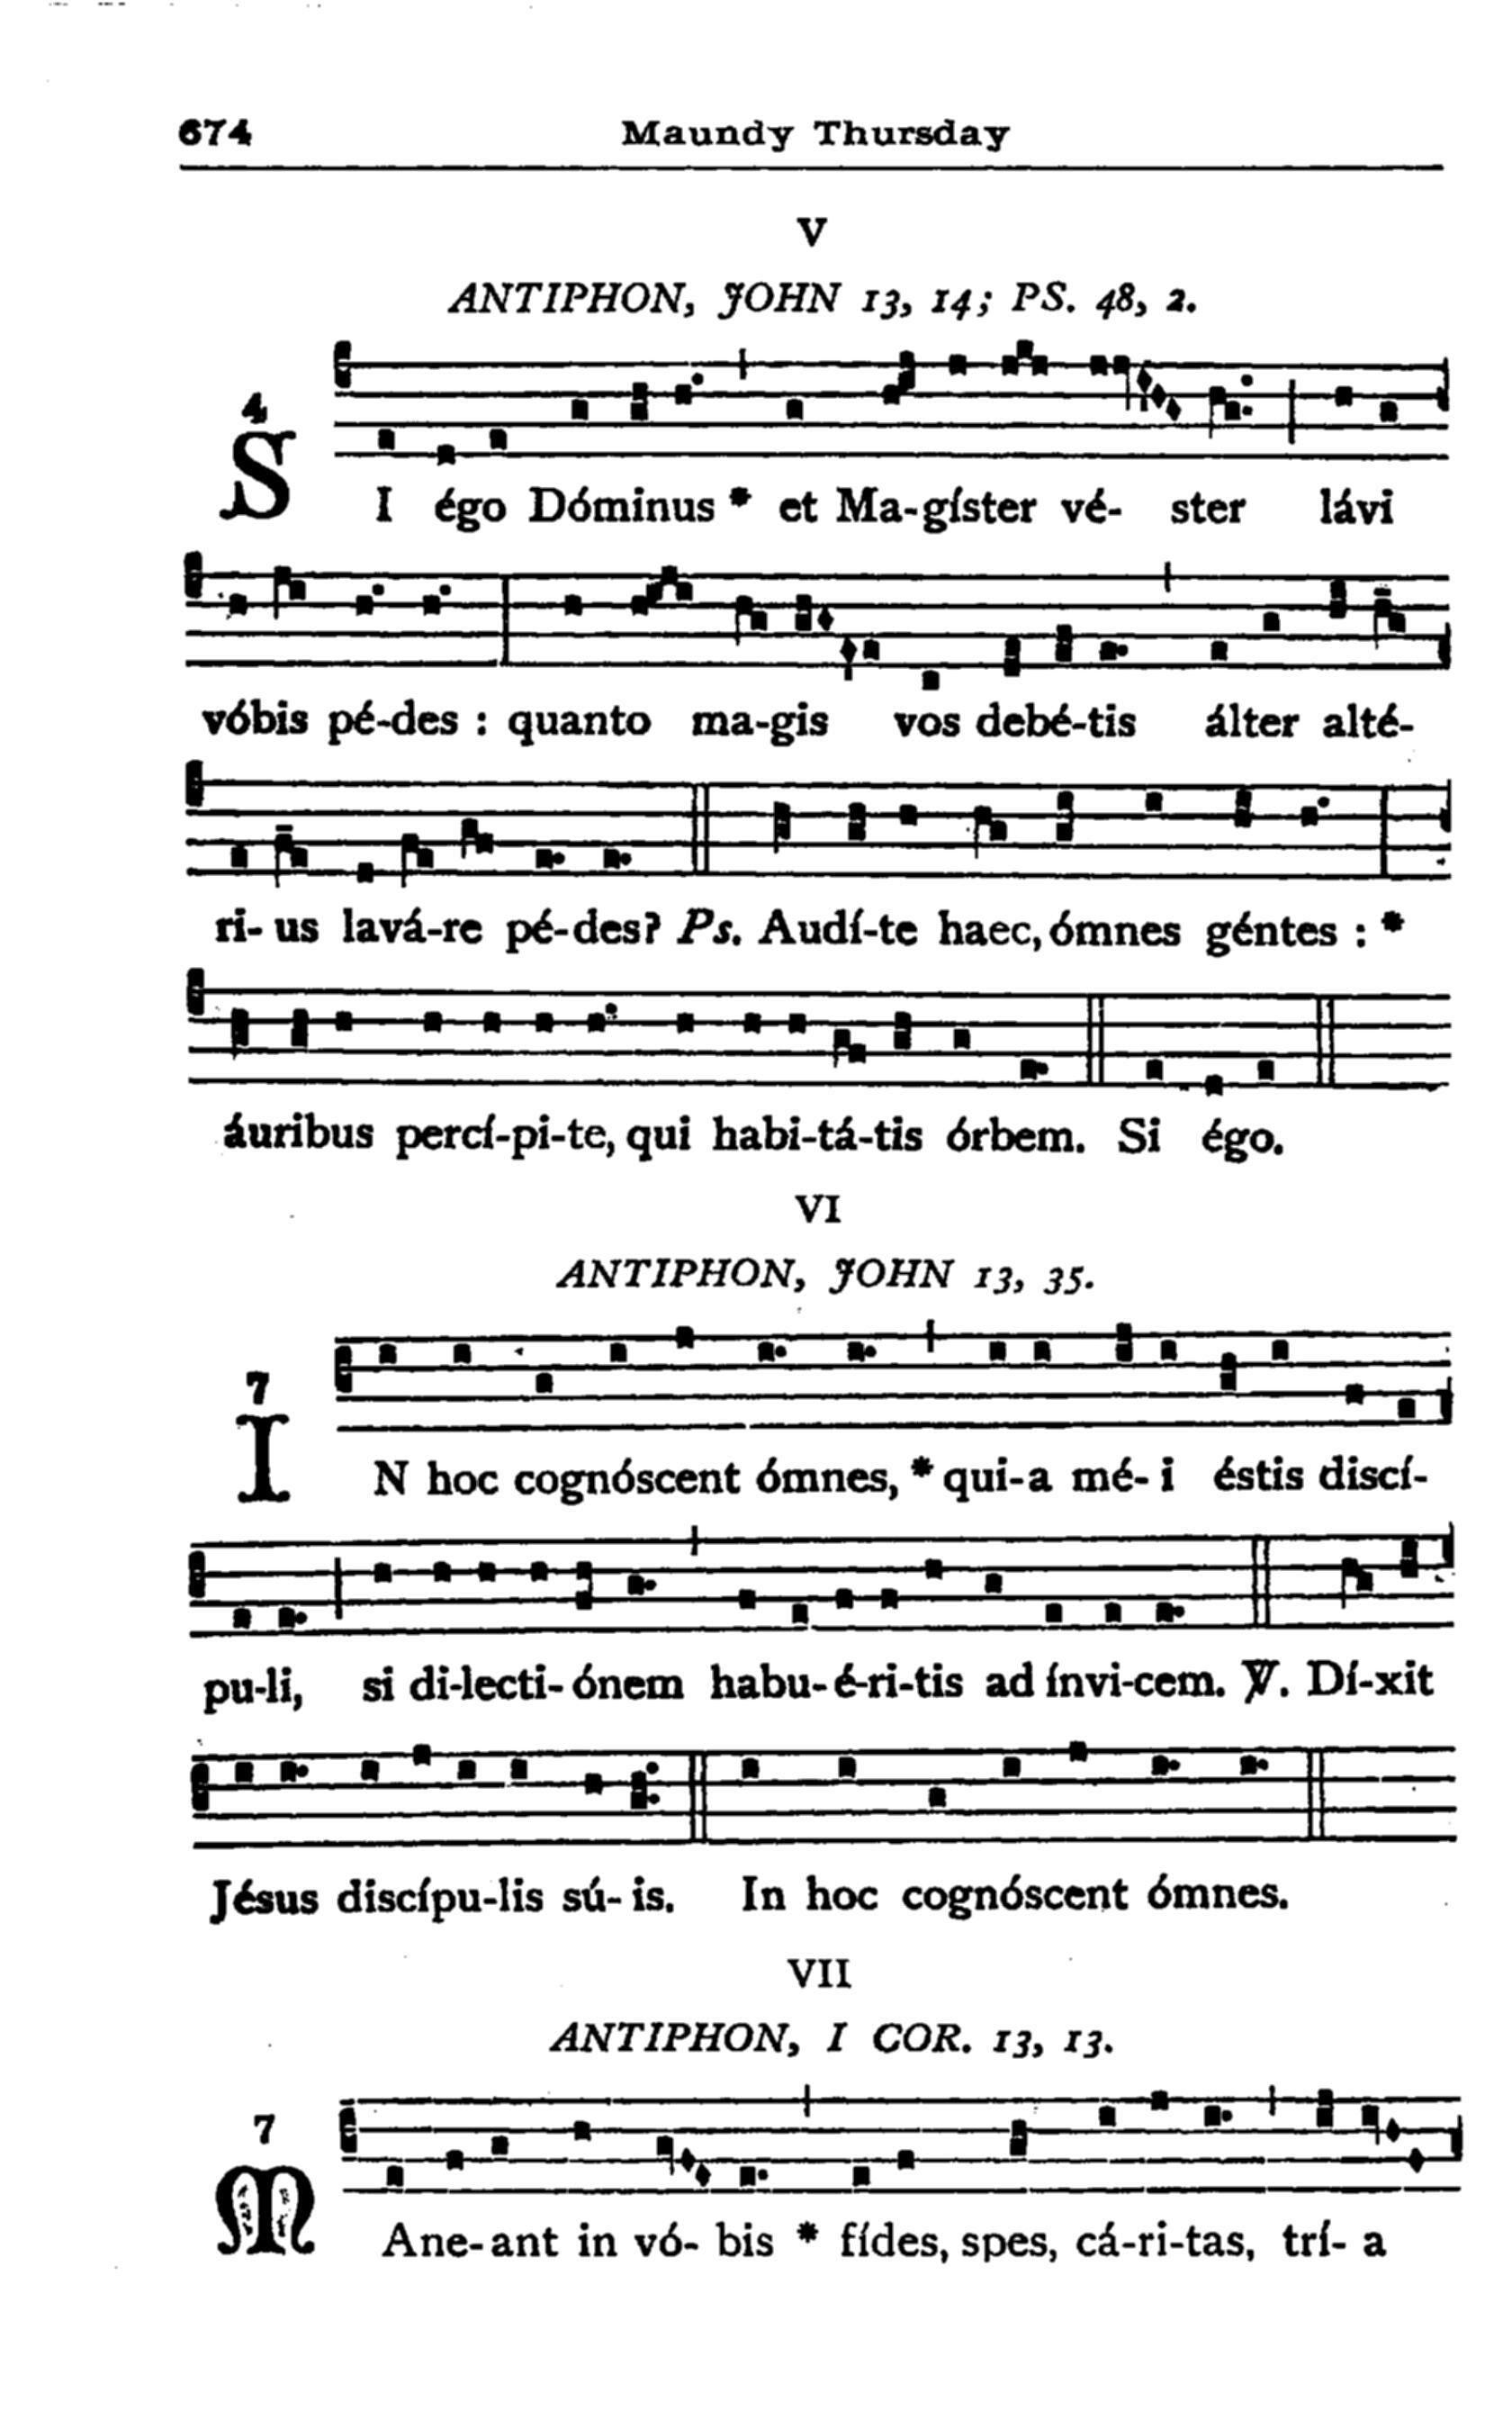 674 Maundy Thursday
V
ANTIPHON, JOHN 13, 14; PS. 48, 2.
4
SI égo Dóminus * et Ma-gíster vé- ster lávi
vóbis pé-des : quanto ma-gis vos debé-tis álter alté-
ri- us lavá-re pé-des? Ps. Audí-te haec, ómnes géntes : *
áuribus percí-pi-te, qui habi-tá-tis órbem. Si égo.
VI
ANTIPHON, JOHN 13, 35.
7
IN hoc cognóscent ómnes, * qui-a mé- i éstis discí-
pu-li, si di-lecti-ónem habu-é-ri-tis ad ínvi-cem. ℣. Dí-xit
Jésus discípu-lis sú- is. In hoc cognóscent ómnes.
VII
ANTIPHON, I COR. 13, 13.
7
MAne-ant in vó- bis * fídes, spes, cá-ri-tas, trí- a